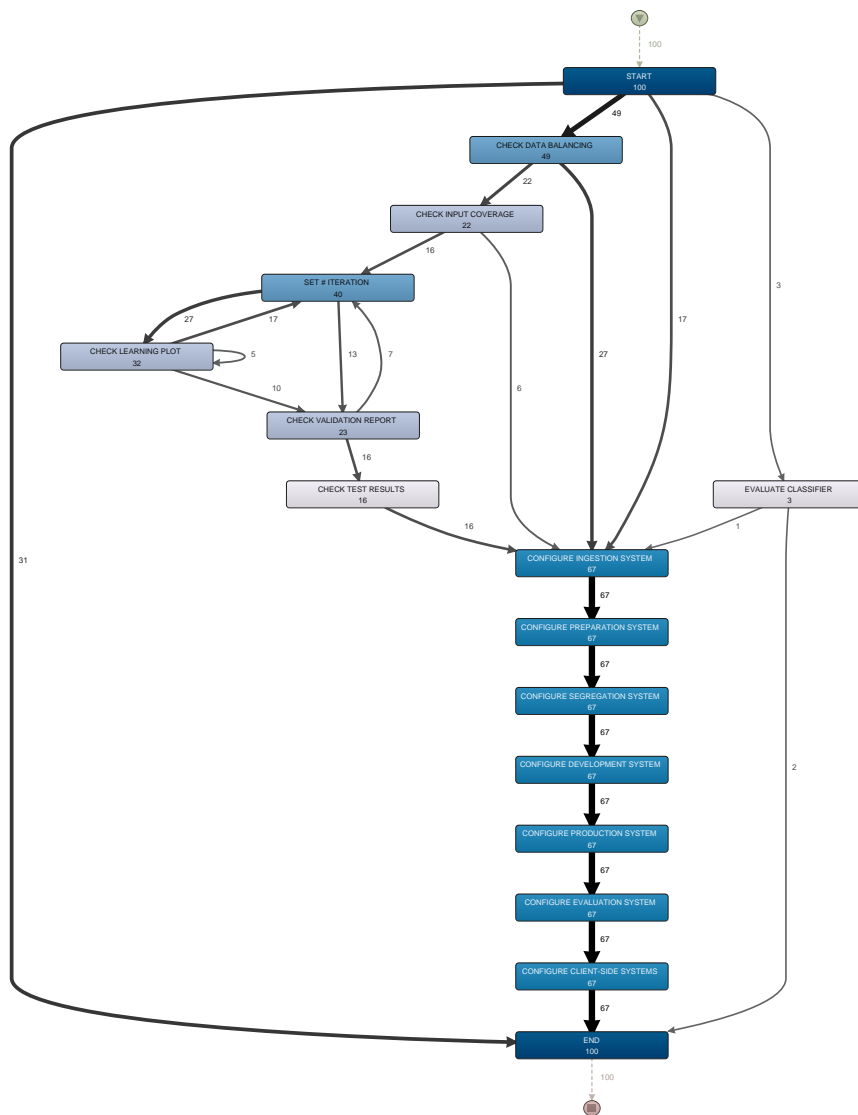 100
START
100
49
CHECK DATA BALANCING
49
22
CHECK INPUT COVERAGE
22
16
SET # ITERATION
40
3
17
27
17
13
7
CHECK LEARNING PLOT
32
5
27
10
6
CHECK VALIDATION REPORT
23
16
CHECK TEST RESULTS
16
EVALUATE CLASSIFIER
3
16
1
CONFIGURE INGESTION SYSTEM
67
31
67
CONFIGURE PREPARATION SYSTEM
67
67
CONFIGURE SEGREGATION SYSTEM
67
67
CONFIGURE DEVELOPMENT SYSTEM
67
2
67
CONFIGURE PRODUCTION SYSTEM
67
67
CONFIGURE EVALUATION SYSTEM
67
67
CONFIGURE CLIENT-SIDE SYSTEMS
67
67
END
100
100